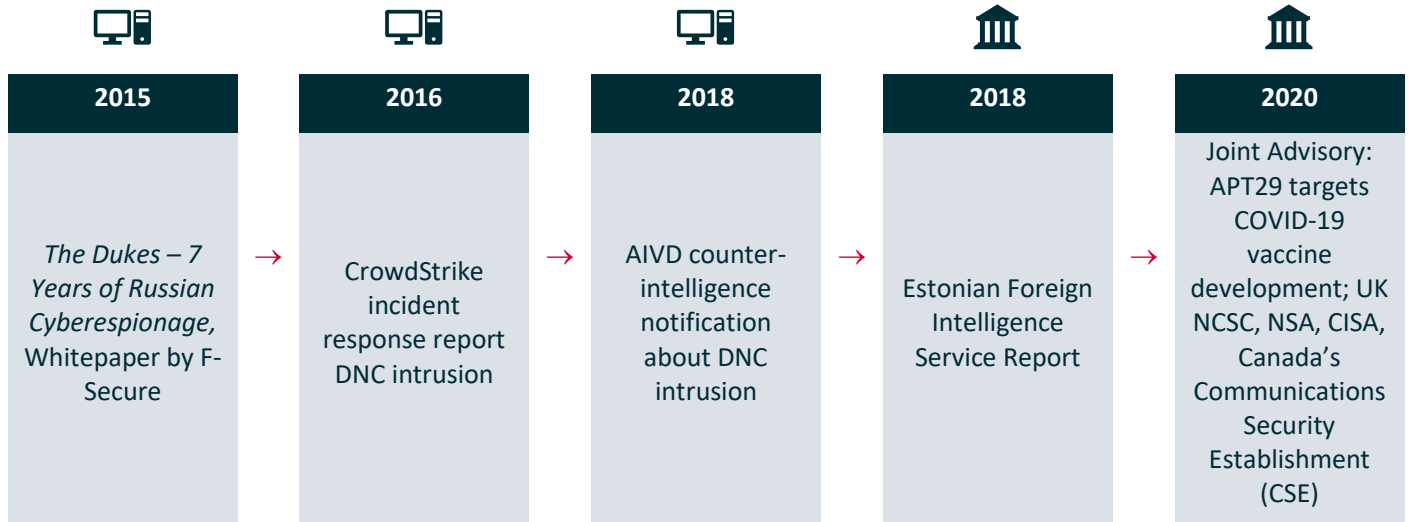 2015
The Dukes – 7
Years of Russian
Cyberespionage,
Whitepaper by F-
Secure
→
2016
CrowdStrike
incident
response report
DNC intrusion
→
2018
AIVD counter-
intelligence
notification
about DNC
intrusion
→
2018
Estonian Foreign
Intelligence
Service Report
→
2020
Joint Advisory:
APT29 targets
COVID-19
vaccine
development; UK
NCSC, NSA, CISA,
Canada’s
Communications
Security
Establishment
(CSE)